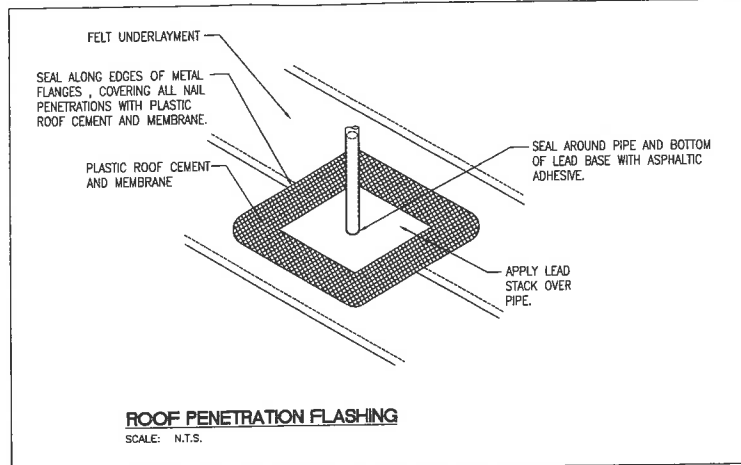 FELT UNDERLAYMENT
SEAL ALONG EDGES OF METAL
FLANGES , COVERING ALL NAIL
PENETRATIONS WITH PLASTIC
ROOF CEMENT AND MEMBRANE.
PLASTIC ROOF CEMENT
AND MEMBRANE
SEAL AROUND PIPE AND BOTTOM
OF LEAD BASE WITH ASPHALTIC
ADHESIVE.
APPLY LEAD
STACK OVER
PIPE.
ROOF PENETRATION FLASHING
SCALE: N.T.S.